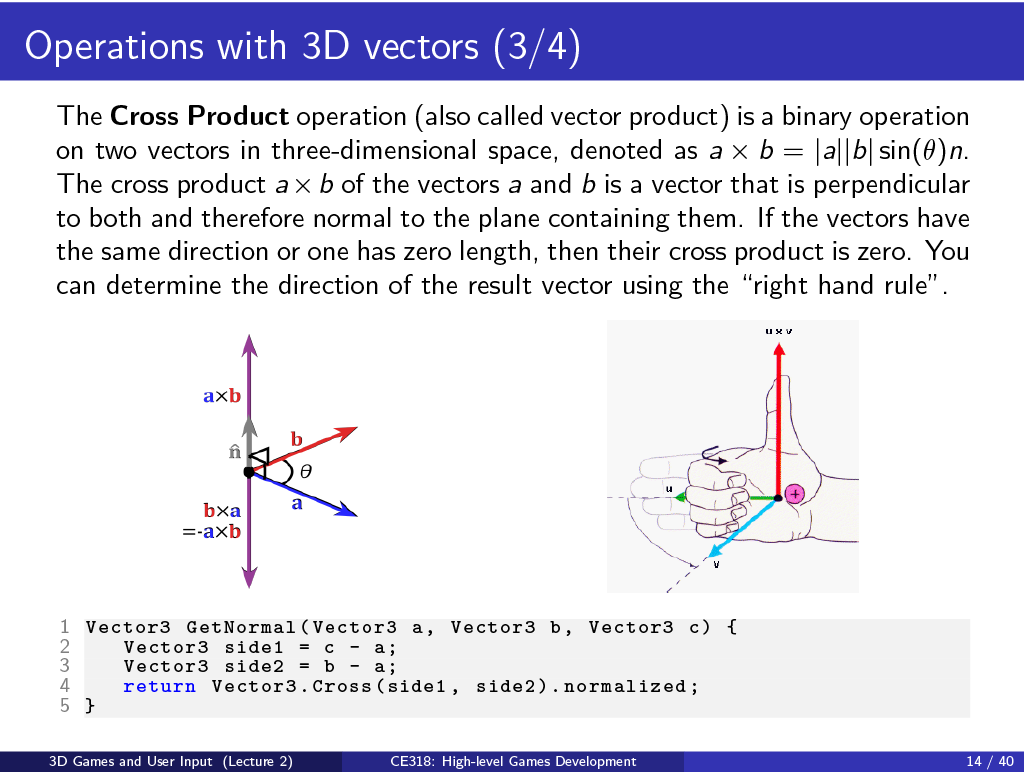 Operations with 3D vectors (3/4)
The Cross Product operation (also called vector product) is a binary operation
on two vectors in three-dimensional space, denoted as a × b = |a||b| sin(θ)n.
The cross product a × b of the vectors a and b is a vector that is perpendicular
to both and therefore normal to the plane containing them. If the vectors have
the same direction or one has zero length, then their cross product is zero. You
can determine the direction of the result vector using the “right hand rule”.
a×b
n̂
b
θ
a
b×a
=-a×b
u
+
v
1 Vector3 GetNormal(Vector3 a, Vector3 b, Vector3 c) {
2 Vector3 side1 = c - a;
3 Vector3 side2 = b - a;
4 return Vector3.Cross(side1, side2).normalized;
5 }
3D Games and User Input (Lecture 2) CE318: High-level Games Development 14 / 40